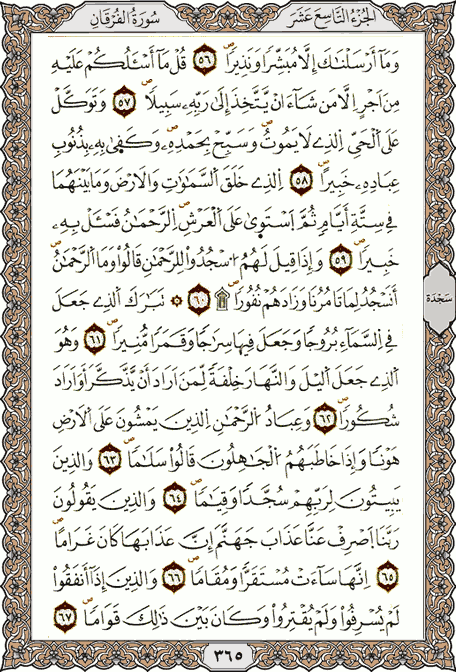 الجزء التاسع عشر
سورة الفرقان
وَمَآ أَرْسَلْنَٰكَ إِلَّا مُبَشِّرًا وَنَذِيرًا ﴿٥٦﴾ قُلْ مَآ أَسْـَٔلُكُمْ عَلَيْهِ
مِنْ أَجْرٍ إِلَّا مَن شَآءَ أَن يَتَّخِذَ إِلَىٰ رَبِّهِۦ سَبِيلًا ﴿٥٧﴾ وَتَوَكَّلْ
عَلَى ٱلْحَىِّ ٱلَّذِى لَا يَمُوتُ وَسَبِّحْ بِحَمْدِهِۦ وَكَفَىٰ بِهِۦ بِذُنُوبِ
عِبَادِهِۦ خَبِيرًا ﴿٥٨﴾ ٱلَّذِى خَلَقَ ٱلسَّمَٰوَٰتِ وَٱلْأَرْضَ وَمَا بَيْنَهُمَا
فِى سِتَّةِ أَيَّامٍ ثُمَّ ٱسْتَوَىٰ عَلَى ٱلْعَرْشِ ٱلرَّحْمَٰنُ فَسْـَٔلْ بِهِۦ
خَبِيرًا ﴿٥٩﴾ وَإِذَا قِيلَ لَهُمُ ٱسْجُدُوا۟ لِلرَّحْمَٰنِ قَالُوا۟ وَمَا ٱلرَّحْمَٰنُ
أَنَسْجُدُ لِمَا تَأْمُرُنَا وَزَادَهُمْ نُفُورًا ۩ ﴿٦٠﴾ ۞ تَبَارَكَ ٱلَّذِى جَعَلَ
سجدة
فِى ٱلسَّمَآءِ بُرُوجًا وَجَعَلَ فِيهَا سِرَٰجًا وَقَمَرًا مُّنِيرًا ﴿٦١﴾ وَهُوَ
ٱلَّذِى جَعَلَ ٱلَّيْلَ وَٱلنَّهَارَ خِلْفَةً لِّمَنْ أَرَادَ أَن يَذَّكَّرَ أَوْ أَرَادَ
شُكُورًا ﴿٦٢﴾ وَعِبَادُ ٱلرَّحْمَٰنِ ٱلَّذِينَ يَمْشُونَ عَلَى ٱلْأَرْضِ
هَوْنًا وَإِذَا خَاطَبَهُمُ ٱلْجَٰهِلُونَ قَالُوا۟ سَلَٰمًا ﴿٦٣﴾ وَٱلَّذِينَ
يَبِيتُونَ لِرَبِّهِمْ سُجَّدًا وَقِيَٰمًا ﴿٦٤﴾ وَٱلَّذِينَ يَقُولُونَ
رَبَّنَا ٱصْرِفْ عَنَّا عَذَابَ جَهَنَّمَ إِنَّ عَذَابَهَا كَانَ غَرَامًا
﴿٦٥﴾ إِنَّهَا سَآءَتْ مُسْتَقَرًّا وَمُقَامًا ﴿٦٦﴾ وَٱلَّذِينَ إِذَآ أَنفَقُوا۟
لَمْ يُسْرِفُوا۟ وَلَمْ يُقْتِرُوا۟ وَكَانَ بَيْنَ ذَٰلِكَ قَوَامًا ﴿٦٧﴾
٣٦٥